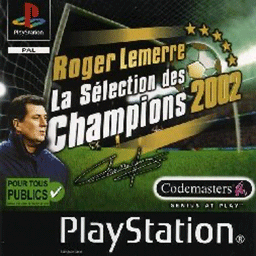 PlayStation
PAL
Roger Lemerre
La Sélection des
Champions 2002
POUR TOUS
PUBLICS
Codemasters
GENIUS AT PLAY
PlayStation®